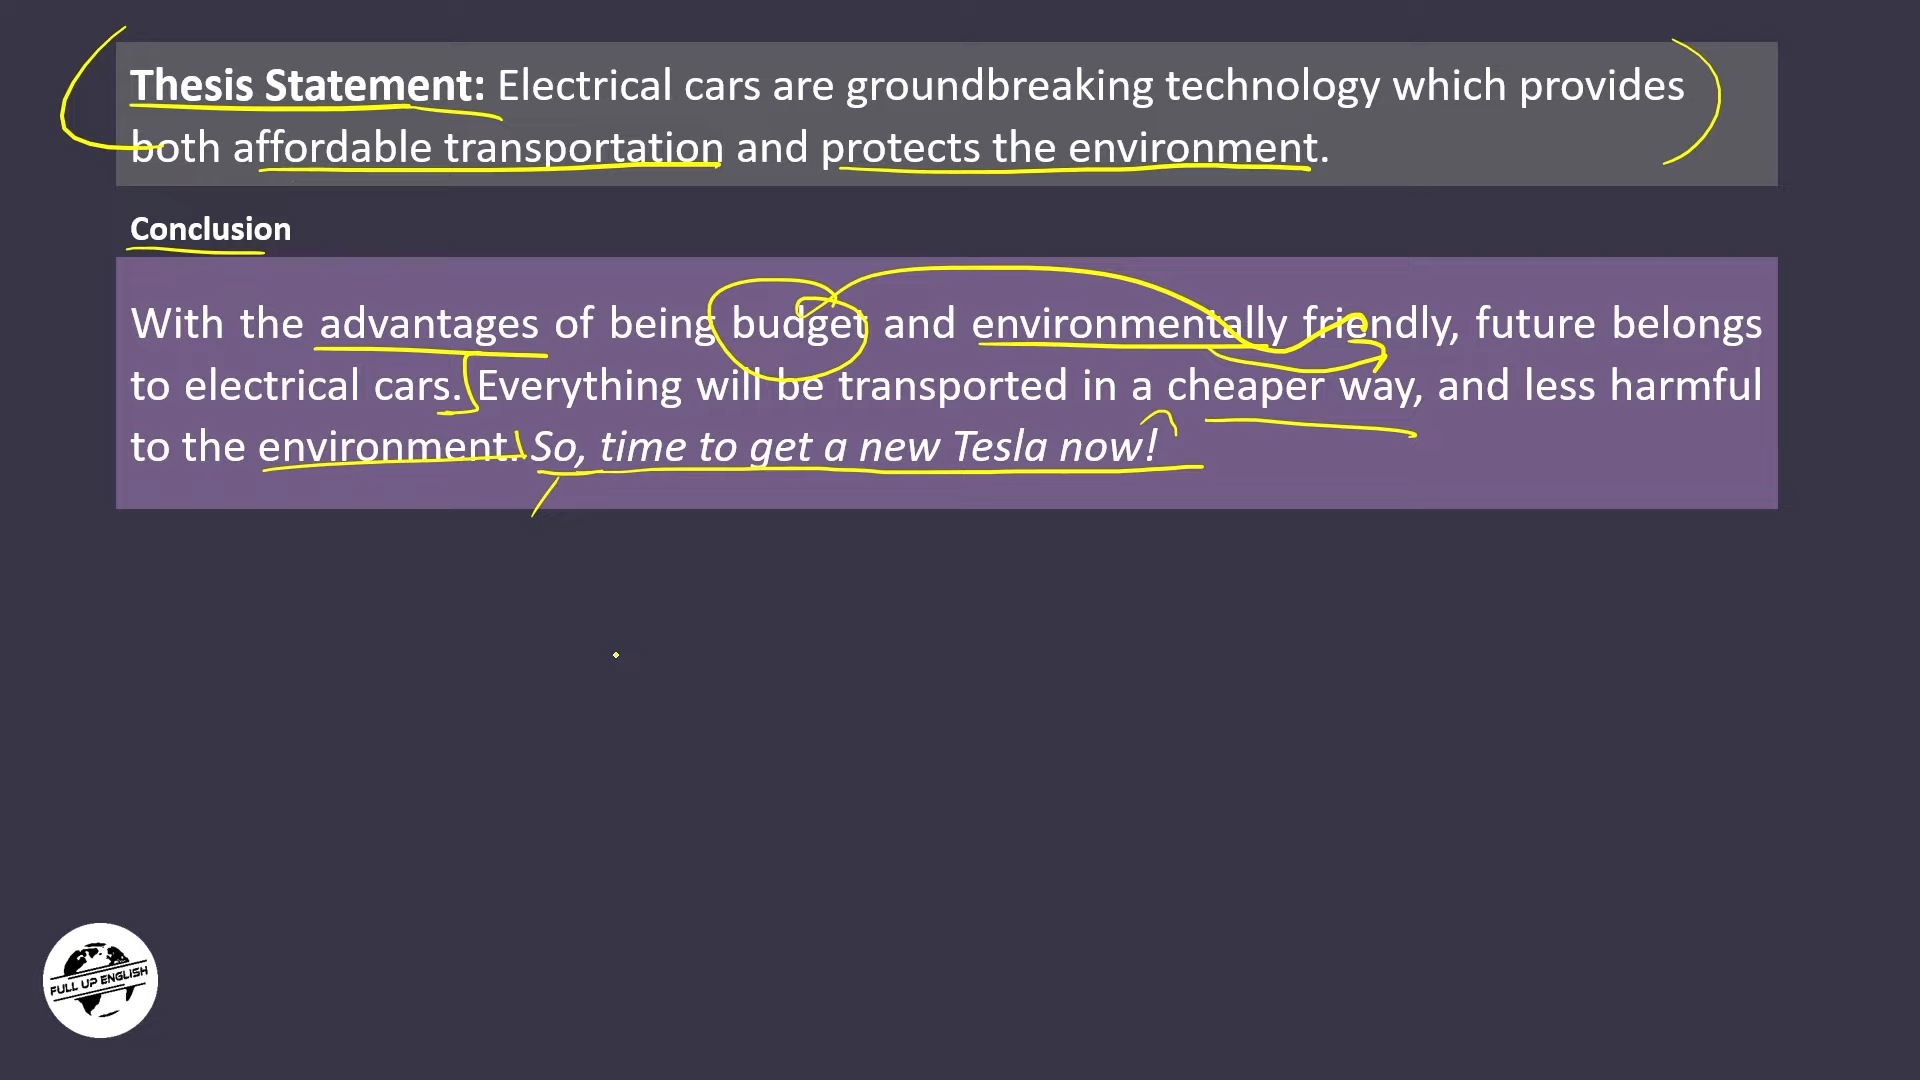 Thesis Statement: Electrical cars are groundbreaking technology which provides
both affordable transportation and protects the environment.
Conclusion
With the advantages of being budget and environmentally friendly, future belongs
to electrical cars. Everything will be transported in a cheaper way, and less harmful
to the environment. So, time to get a new Tesla now!
FULL UP ENGLISH